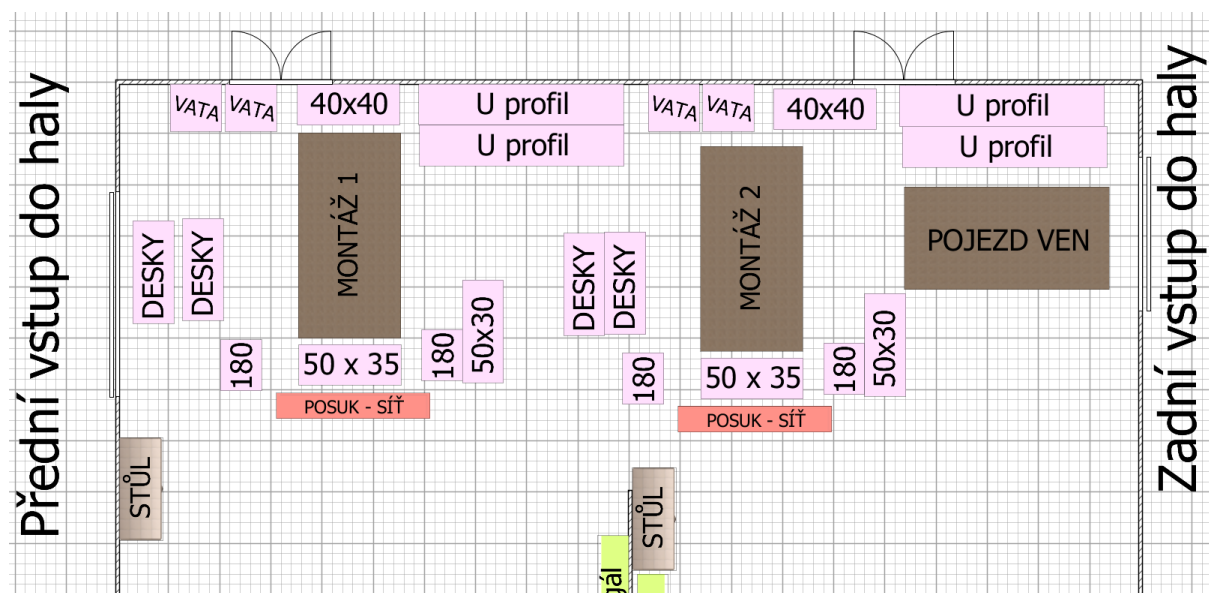 Přední vstup do haly
VATA
VATA
40x40
U profil
U profil
VATA
VATA
40x40
U profil
U profil
Zadní vstup do haly
DESKY
DESKY
MONTÁŽ 1
180
50 x 35
180
50x30
POSUK - SÍŤ
STŮL
DESKY
DESKY
MONTÁŽ 2
POJEZD VEN
180
50 x 35
180
50x30
POSUK - SÍŤ
STŮL